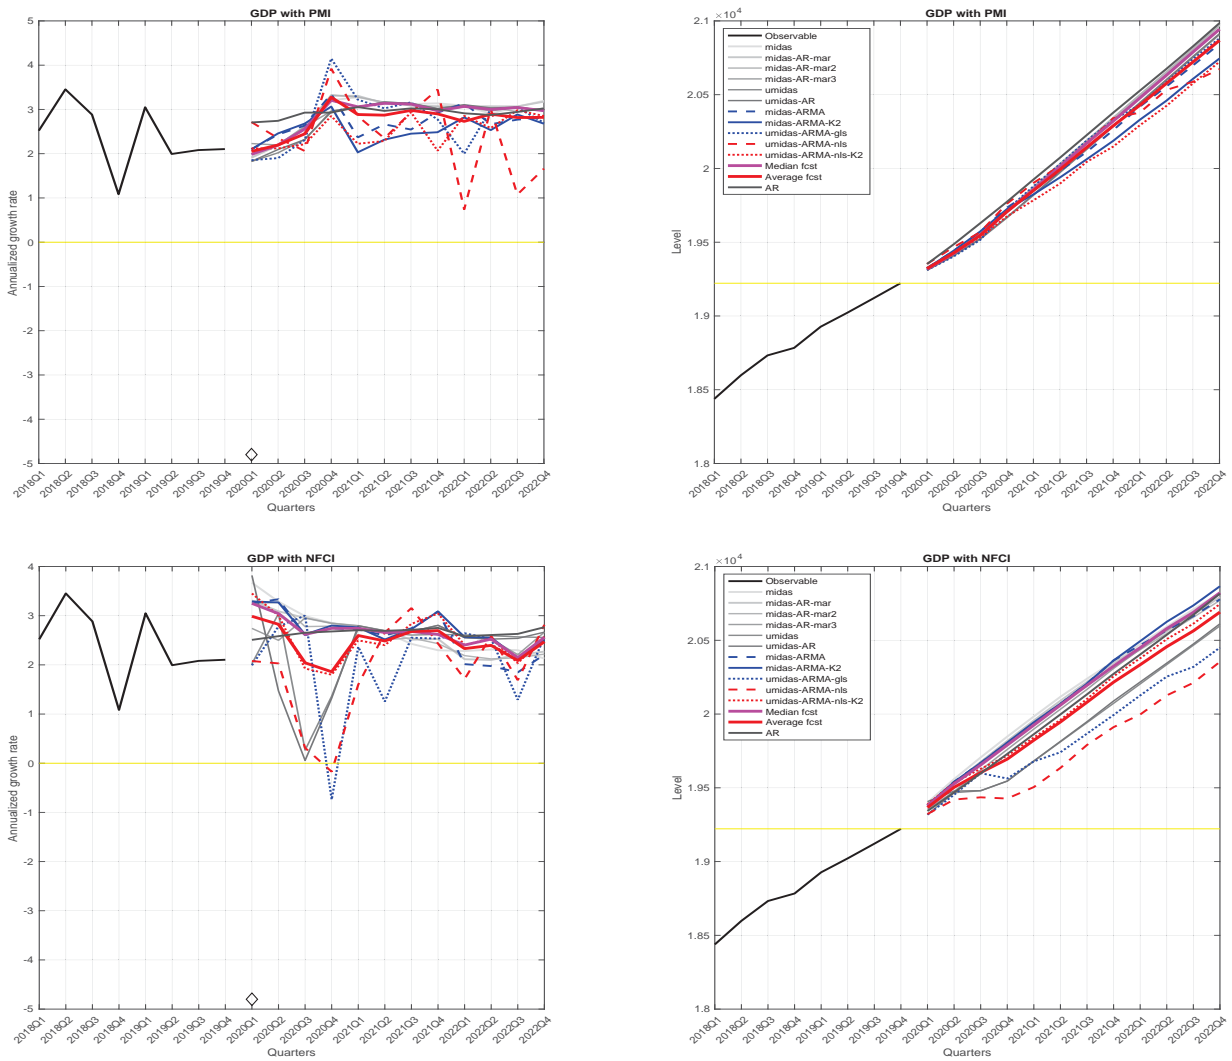 GDP with PMI
Annualized growth rate
5
4
3
2
1
0
-1
-2
-3
-4
-5
2018Q1
2018Q2
2018Q3
2018Q4
2019Q1
2019Q2
2019Q3
2019Q4
2020Q1
2020Q2
2020Q3
2020Q4
2021Q1
2021Q2
2021Q3
2021Q4
2022Q1
2022Q2
2022Q3
2022Q4
Quarters
GDP with PMI
×10⁴
Level
2.1
2.05
2
1.95
1.9
1.85
1.8
Observable
midas
midas-AR-mar
midas-AR-mar2
midas-AR-mar3
umidas
umidas-AR
midas-ARMA
midas-ARMA-K2
umidas-ARMA-gls
umidas-ARMA-nls
umidas-ARMA-nls-K2
Median fcst
Average fcst
AR
2018Q1
2018Q2
2018Q3
2018Q4
2019Q1
2019Q2
2019Q3
2019Q4
2020Q1
2020Q2
2020Q3
2020Q4
2021Q1
2021Q2
2021Q3
2021Q4
2022Q1
2022Q2
2022Q3
2022Q4
Quarters
GDP with NFCI
Annualized growth rate
4
3
2
1
0
-1
-2
-3
-4
-5
2018Q1
2018Q2
2018Q3
2018Q4
2019Q1
2019Q2
2019Q3
2019Q4
2020Q1
2020Q2
2020Q3
2020Q4
2021Q1
2021Q2
2021Q3
2021Q4
2022Q1
2022Q2
2022Q3
2022Q4
Quarters
GDP with NFCI
×10⁴
Level
2.1
2.05
2
1.95
1.9
1.85
1.8
Observable
midas
midas-AR-mar
midas-AR-mar2
midas-AR-mar3
umidas
umidas-AR
midas-ARMA
midas-ARMA-K2
umidas-ARMA-gls
umidas-ARMA-nls
umidas-ARMA-nls-K2
Median fcst
Average fcst
AR
2018Q1
2018Q2
2018Q3
2018Q4
2019Q1
2019Q2
2019Q3
2019Q4
2020Q1
2020Q2
2020Q3
2020Q4
2021Q1
2021Q2
2021Q3
2021Q4
2022Q1
2022Q2
2022Q3
2022Q4
Quarters